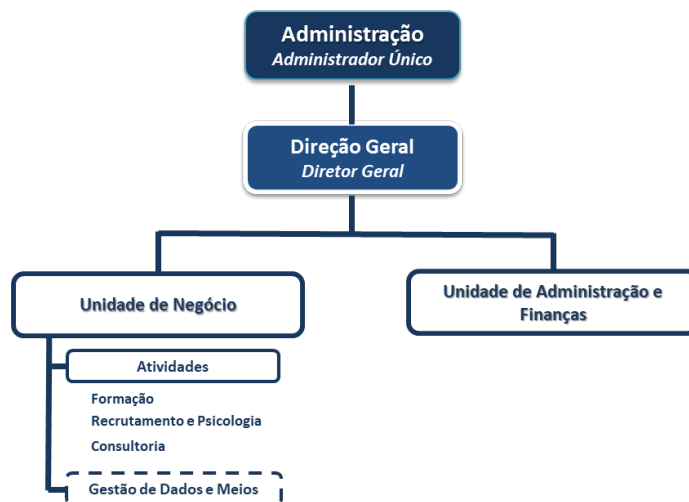 Administração
Administrador Único
Direção Geral
Diretor Geral
Unidade de Negócio
Unidade de Administração e
Finanças
Atividades
Formação
Recrutamento e Psicologia
Consultoria
Gestão de Dados e Meios